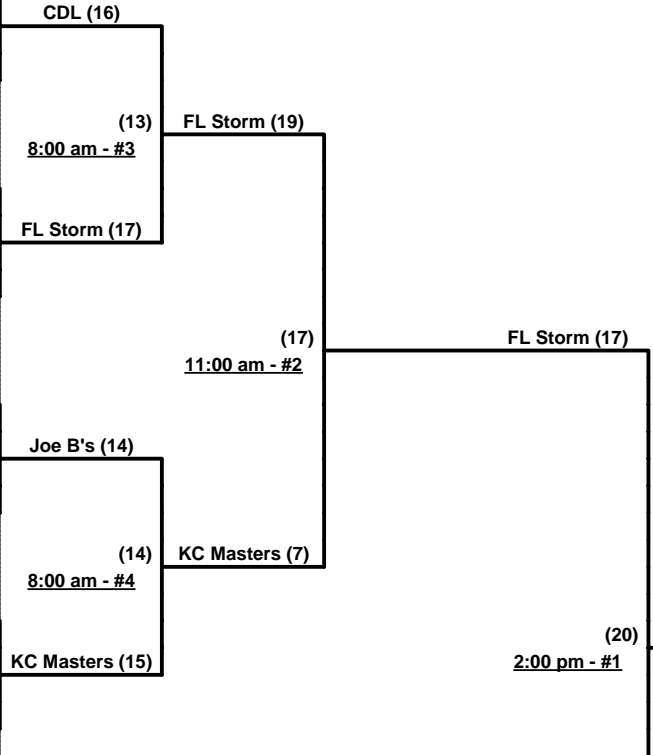 CDL (16)
(13)
8:00 am - #3
FL Storm (19)
FL Storm (17)
(17)
11:00 am - #2
FL Storm (17)
Joe B's (14)
(14)
8:00 am - #4
KC Masters (7)
KC Masters (15)
(20)
2:00 pm - #1